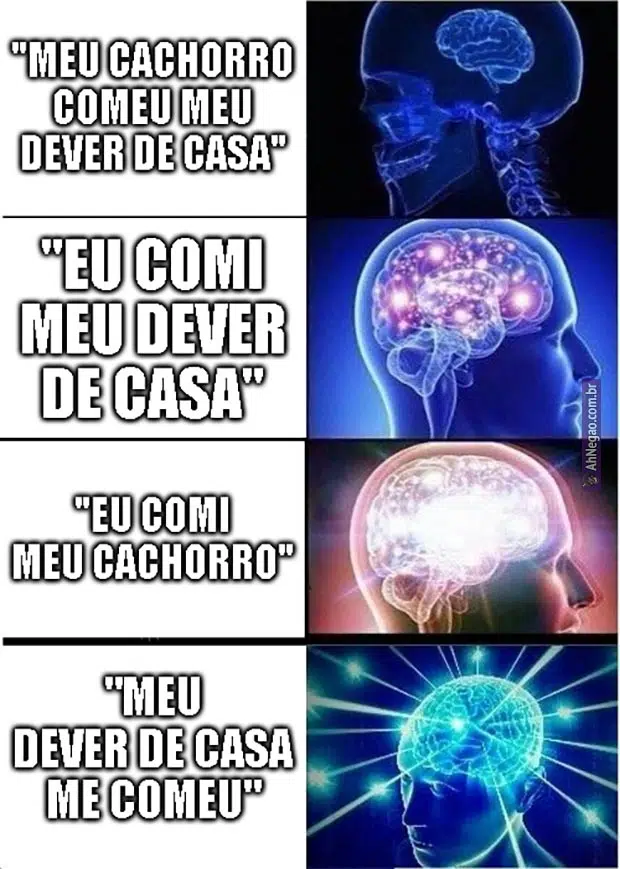 "MEU CACHORRO
COMEU MEU
DEVER DE CASA"
"EU COMI
MEU DEVER
DE CASA"
AhNegao.com.br
"EU COMI
MEU CACHORRO"
"MEU
DEVER DE CASA
ME COMEU"